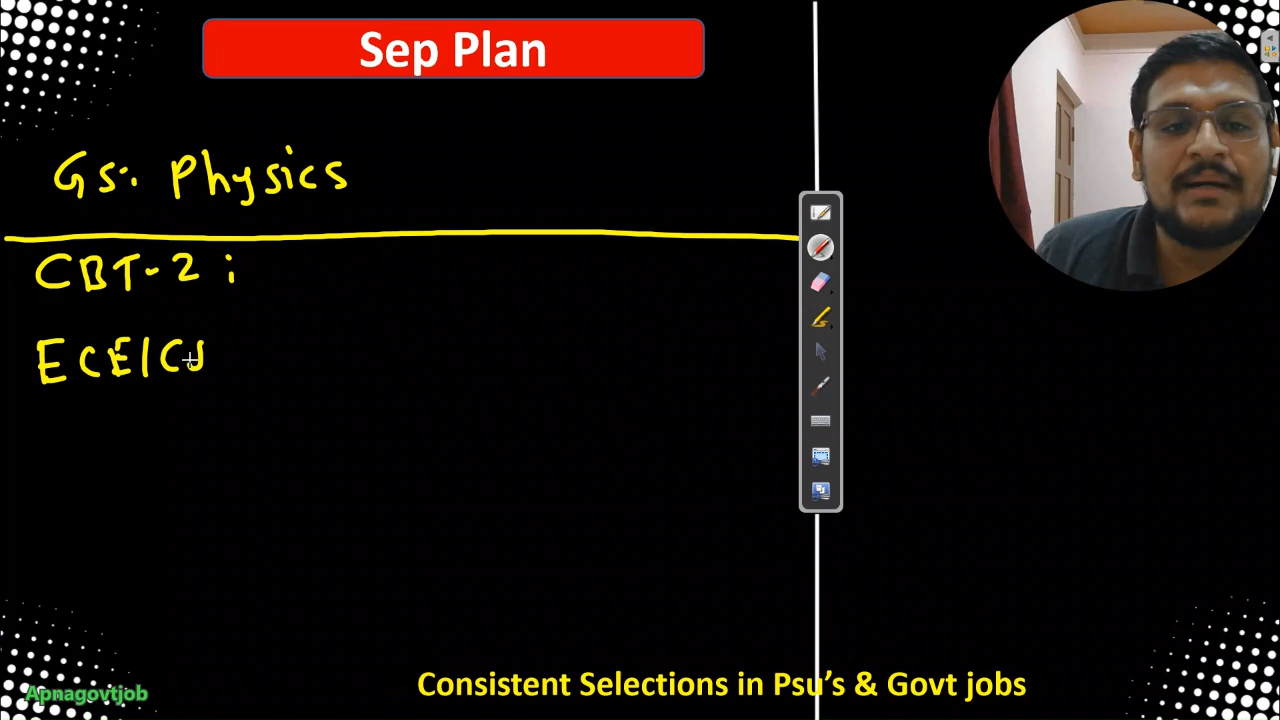 Sep Plan
Gs: Physics
CBT-2 :
ECE/CS
Consistent Selections in Psu's & Govt jobs
Apnagovtjob